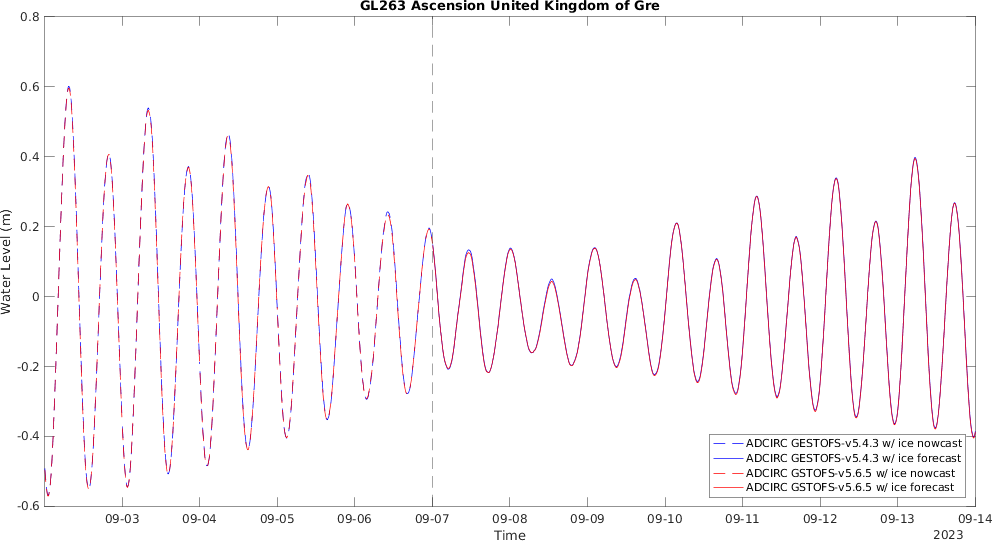 GL263 Ascension United Kingdom of Gre
Water Level (m)
0.8
0.6
0.4
0.2
0
-0.2
-0.4
-0.6
09-03 09-04 09-05 09-06 09-07 09-08 09-09 09-10 09-11 09-12 09-13 09-14
Time
2023
ADCIRC GESTOFS-v5.4.3 w/ ice nowcast
ADCIRC GESTOFS-v5.4.3 w/ ice forecast
ADCIRC GSTOFS-v5.6.5 w/ ice nowcast
ADCIRC GSTOFS-v5.6.5 w/ ice forecast